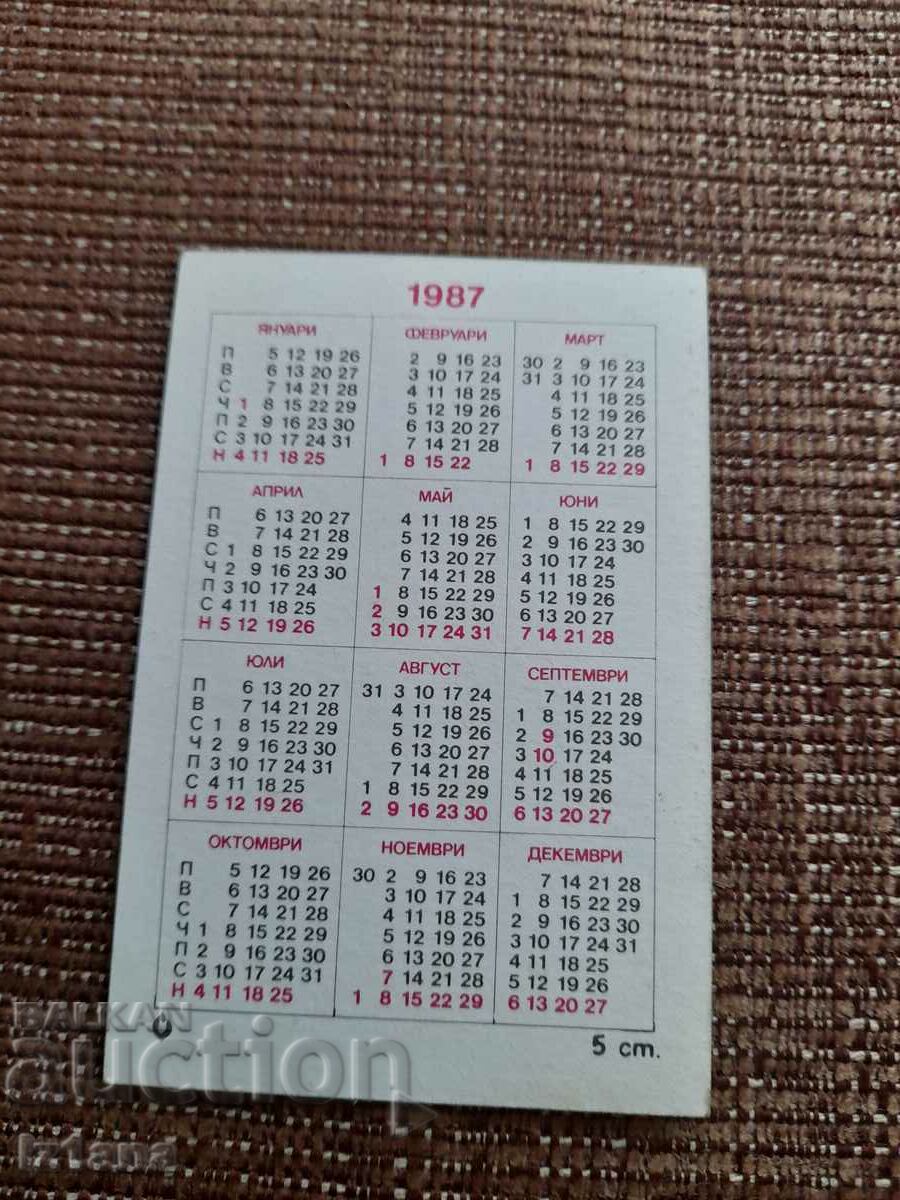 1987
ЯНУАРИ ФЕВРУАРИ МАРТ
П 5 12 19 26 2 9 16 23 30 2 9 16 23
В 6 13 20 27 3 10 17 24 31 3 10 17 24
С 7 14 21 28 4 11 18 25 4 11 18 25
Ч 1 8 15 22 29 5 12 19 26 5 12 19 26
П 2 9 16 23 30 6 13 20 27 6 13 20 27
С 3 10 17 24 31 7 14 21 28 7 14 21 28
Н 4 11 18 25 1 8 15 22 1 8 15 22 29
АПРИЛ МАЙ ЮНИ
П 6 13 20 27 4 11 18 25 1 8 15 22 29
В 7 14 21 28 5 12 19 26 2 9 16 23 30
С 1 8 15 22 29 6 13 20 27 3 10 17 24
Ч 2 9 16 23 30 7 14 21 28 4 11 18 25
П 3 10 17 24 1 8 15 22 29 5 12 19 26
С 4 11 18 25 2 9 16 23 30 6 13 20 27
Н 5 12 19 26 3 10 17 24 31 7 14 21 28
ЮЛИ АВГУСТ СЕПТЕМВРИ
П 6 13 20 27 31 3 10 17 24 7 14 21 28
В 7 14 21 28 4 11 18 25 1 8 15 22 29
С 1 8 15 22 29 5 12 19 26 2 9 16 23 30
Ч 2 9 16 23 30 6 13 20 27 3 10 17 24
П 3 10 17 24 31 7 14 21 28 4 11 18 25
С 4 11 18 25 1 8 15 22 29 5 12 19 26
Н 5 12 19 26 2 9 16 23 30 6 13 20 27
ОКТОМВРИ НОЕМВРИ ДЕКЕМВРИ
П 5 12 19 26 30 2 9 16 23 7 14 21 28
В 6 13 20 27 3 10 17 24 1 8 15 22 29
С 7 14 21 28 4 11 18 25 2 9 16 23 30
Ч 1 8 15 22 29 5 12 19 26 3 10 17 24 31
П 2 9 16 23 30 6 13 20 27 4 11 18 25
С 3 10 17 24 31 7 14 21 28 5 12 19 26
Н 4 11 18 25 1 8 15 22 29 6 13 20 27
5 ст.
BALKAN
auction
iztana